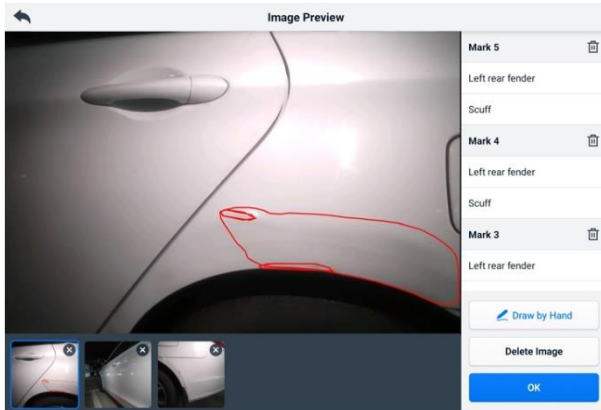 Image Preview
Mark 5
Left rear fender
Scuff
Mark 4
Left rear fender
Scuff
Mark 3
Left rear fender
Draw by Hand
Delete Image
OK